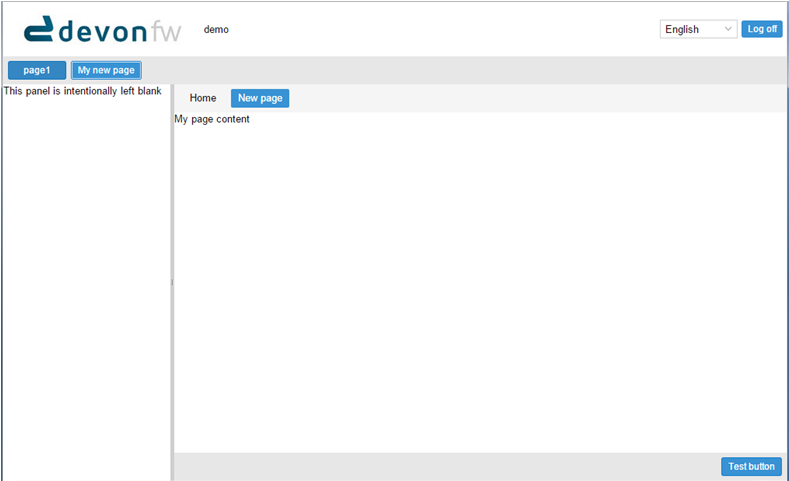 devonfw
demo
English
Log off
page1
My new page
This panel is intentionally left blank
Home
New page
My page content
Test button